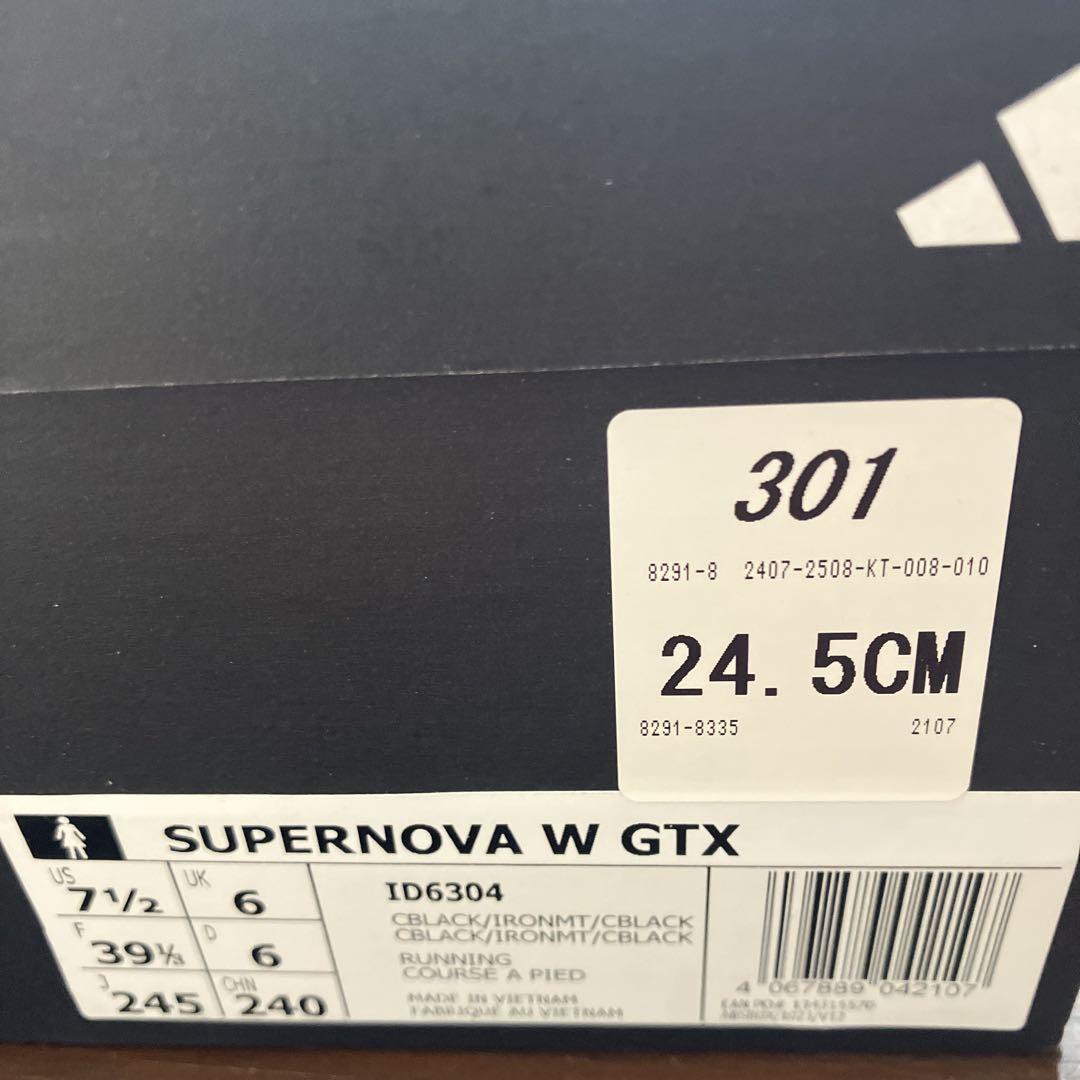 301
8291-8 2407-2508-KT-008-010
24.5CM
8291-8335 2107
SUPERNOVA W GTX
US 7½ UK 6
F 39⅓ D 6
J 245 CHN 240
ID6304
CBLACK/IRONMT/CBLACK
CBLACK/IRONMT/CBLACK
RUNNING
COURSE A PIED
MADE IN VIETNAM
FABRIQUE AU VIETNAM
4 067889 042107